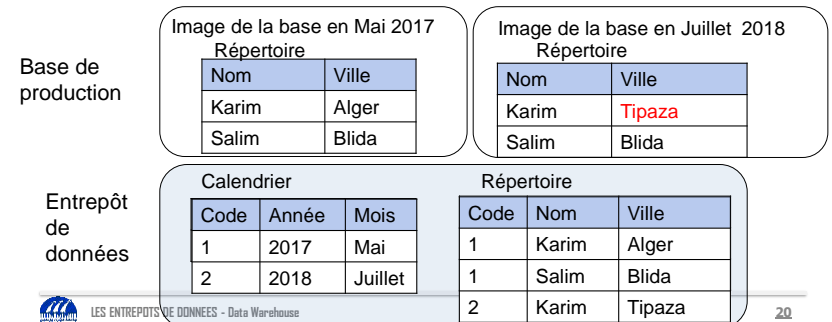 Image de la base en Mai 2017
Répertoire
Nom Ville
Karim Alger
Salim Blida
Image de la base en Juillet 2018
Répertoire
Nom Ville
Karim Tipaza
Salim Blida
Base de
production
Entrepôt
de
données
Calendrier
Code Année Mois
1 2017 Mai
2 2018 Juillet
Répertoire
Code Nom Ville
1 Karim Alger
1 Salim Blida
2 Karim Tipaza
LES ENTREPOTS DE DONNEES - Data Warehouse
20